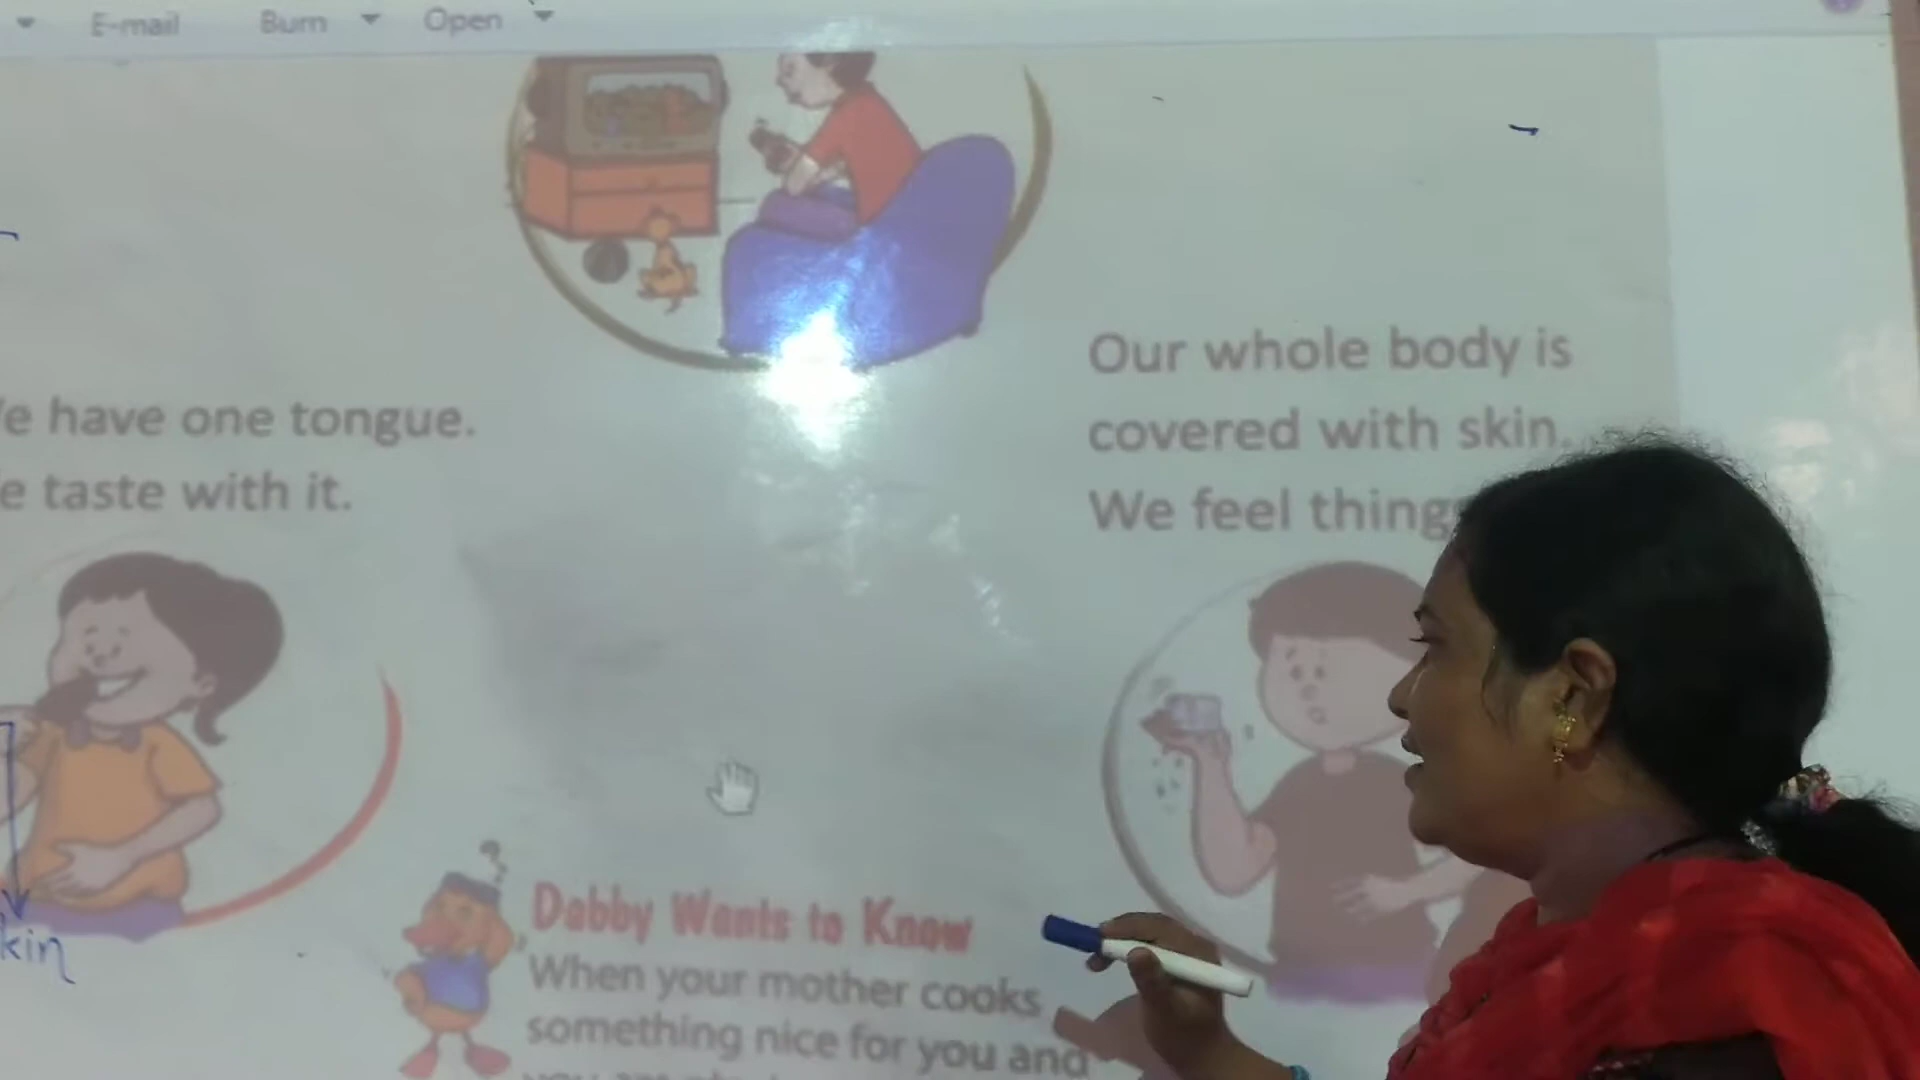 E-mail Burn Open
have one tongue.
taste with it.
Our whole body is
covered with skin.
We feel things
Dabby Wants to Know
When your mother cooks
something nice for you and
kin